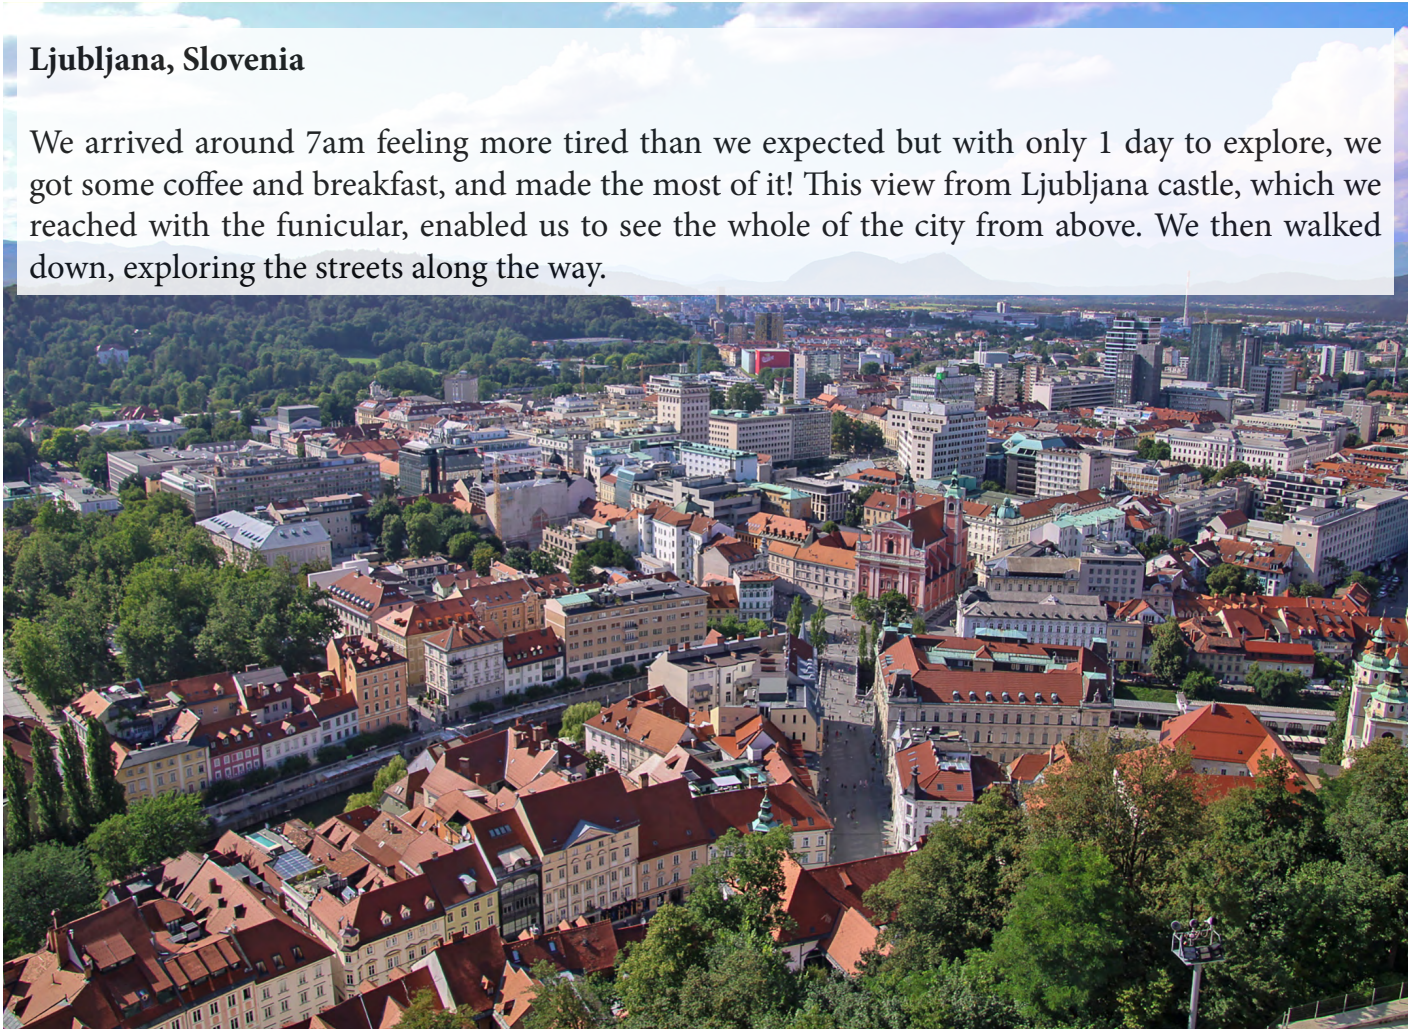 Ljubljana, Slovenia
We arrived around 7am feeling more tired than we expected but with only 1 day to explore, we
got some coffee and breakfast, and made the most of it! This view from Ljubljana castle, which we
reached with the funicular, enabled us to see the whole of the city from above. We then walked
down, exploring the streets along the way.